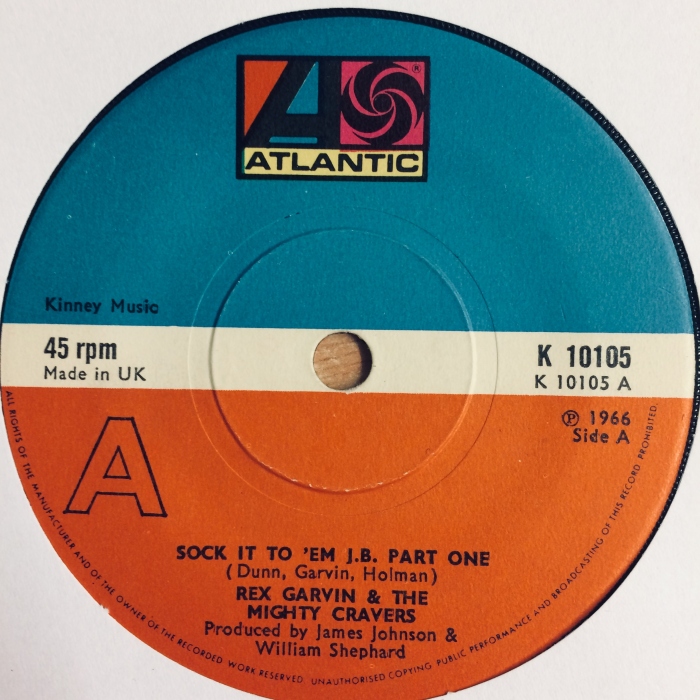 ATLANTIC
®
Kinney Music
45 rpm
Made in UK
K 10105
K 10105 A
℗ 1966
Side A
A
SOCK IT TO 'EM J.B. PART ONE
(Dunn, Garvin, Holman)
REX GARVIN & THE
MIGHTY CRAVERS
Produced by James Johnson &
William Shephard
ALL RIGHTS OF THE MANUFACTURER AND OF THE OWNER OF THE RECORDED WORK RESERVED. UNAUTHORISED COPYING PUBLIC PERFORMANCE AND BROADCASTING OF THIS RECORD PROHIBITED.